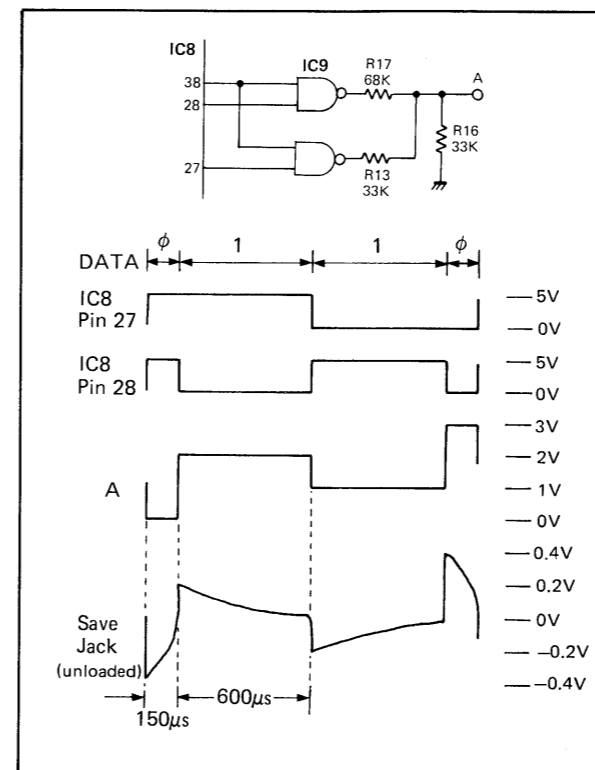 IC8
IC9
R17
68K
A
38
28
R16
33K
27
R13
33K
DATA ϕ 1 1 ϕ
IC8
Pin 27
5V
0V
IC8
Pin 28
5V
0V
3V
2V
A
1V
0V
0.4V
0.2V
Save
Jack
(unloaded)
0V
−0.2V
−0.4V
600μs
150μs